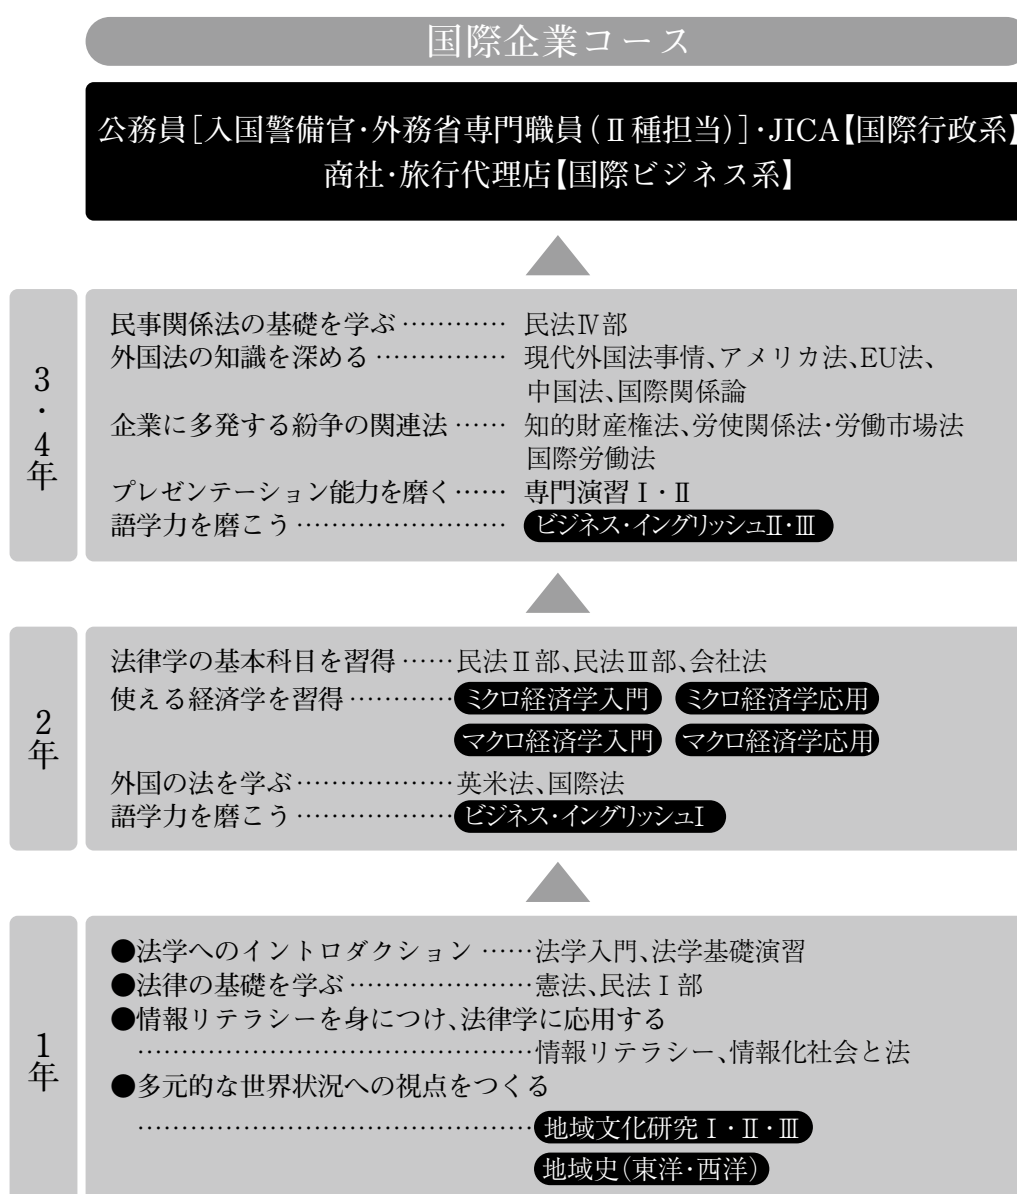 国際企業コース
公務員[入国警備官・外務省専門職員(Ⅱ種担当)]・JICA【国際行政系】
商社・旅行代理店【国際ビジネス系】
3・4年
民事関係法の基礎を学ぶ ………… 民法Ⅳ部
外国法の知識を深める …………… 現代外国法事情、アメリカ法、EU法、
中国法、国際関係論
企業に多発する紛争の関連法 …… 知的財産権法、労使関係法・労働市場法
国際労働法
プレゼンテーション能力を磨く …… 専門演習Ⅰ・Ⅱ
語学力を磨こう …………………… ビジネス・イングリッシュⅡ・Ⅲ
2年
法律学の基本科目を習得 …… 民法Ⅱ部、民法Ⅲ部、会社法
使える経済学を習得 ………… ミクロ経済学入門 ミクロ経済学応用
マクロ経済学入門 マクロ経済学応用
外国の法を学ぶ ……………… 英米法、国際法
語学力を磨こう ……………… ビジネス・イングリッシュⅠ
1年
●法学へのイントロダクション …… 法学入門、法学基礎演習
●法律の基礎を学ぶ ………………… 憲法、民法Ⅰ部
●情報リテラシーを身につけ、法律学に応用する
……………………………………… 情報リテラシー、情報化社会と法
●多元的な世界状況への視点をつくる
……………………………………… 地域文化研究Ⅰ・Ⅱ・Ⅲ
地域史(東洋・西洋)